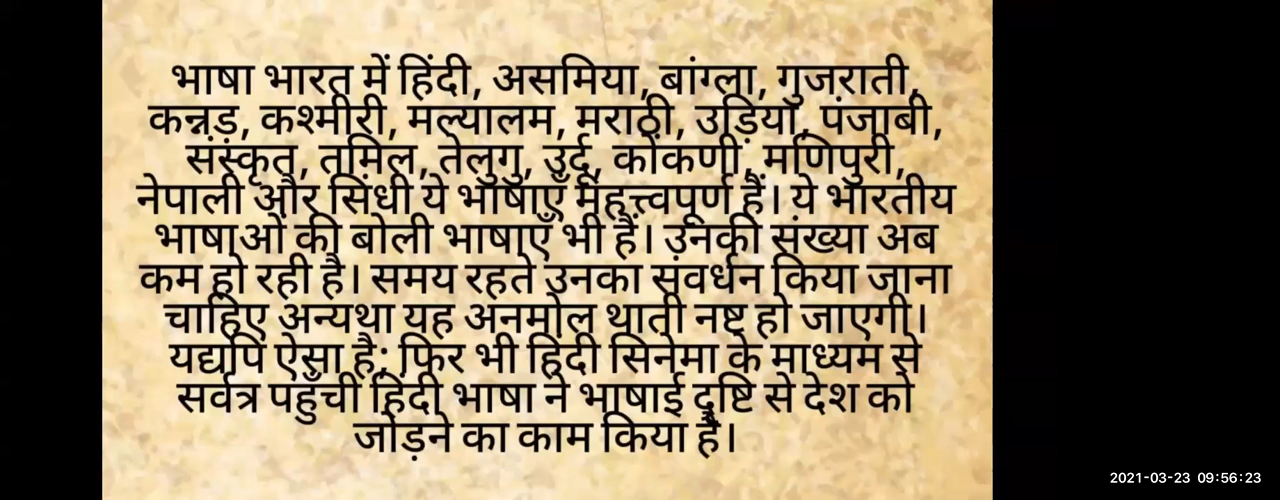 भाषा भारत में हिंदी, असमिया, बांग्ला, गुजराती,
कन्नड़, कश्मीरी, मल्यालम, मराठी, उड़िया, पंजाबी,
संस्कृत, तमिल, तेलुगु, उर्दू, कोंकणी, मणिपुरी,
नेपाली और सिंधी ये भाषाएँ महत्त्वपूर्ण हैं। ये भारतीय
भाषाओं की बोली भाषाएँ भी हैं। उनकी संख्या अब
कम हो रही है। समय रहते उनका संवर्धन किया जाना
चाहिए अन्यथा यह अनमोल थाती नष्ट हो जाएगी।
यद्यपि ऐसा है; फिर भी हिंदी सिनेमा के माध्यम से
सर्वत्र पहुँची हिंदी भाषा ने भाषाई दृष्टि से देश को
जोड़ने का काम किया है।
2021-03-23 09:56:23